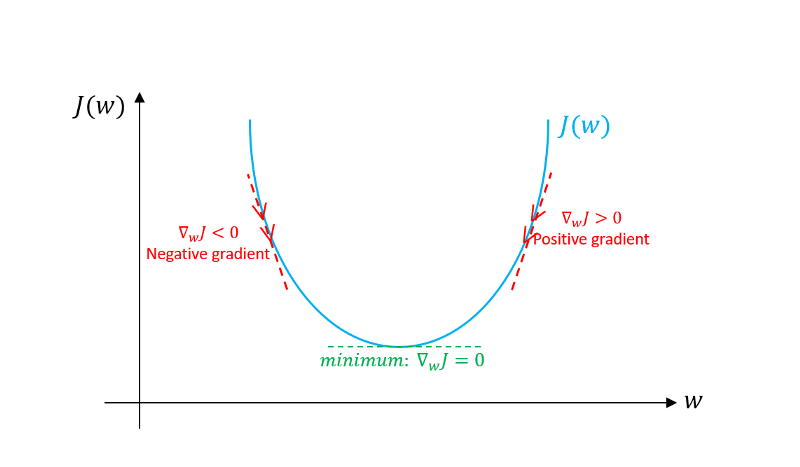 J(w)
J(w)
∇wJ < 0
Negative gradient
∇wJ > 0
Positive gradient
minimum: ∇wJ = 0
w